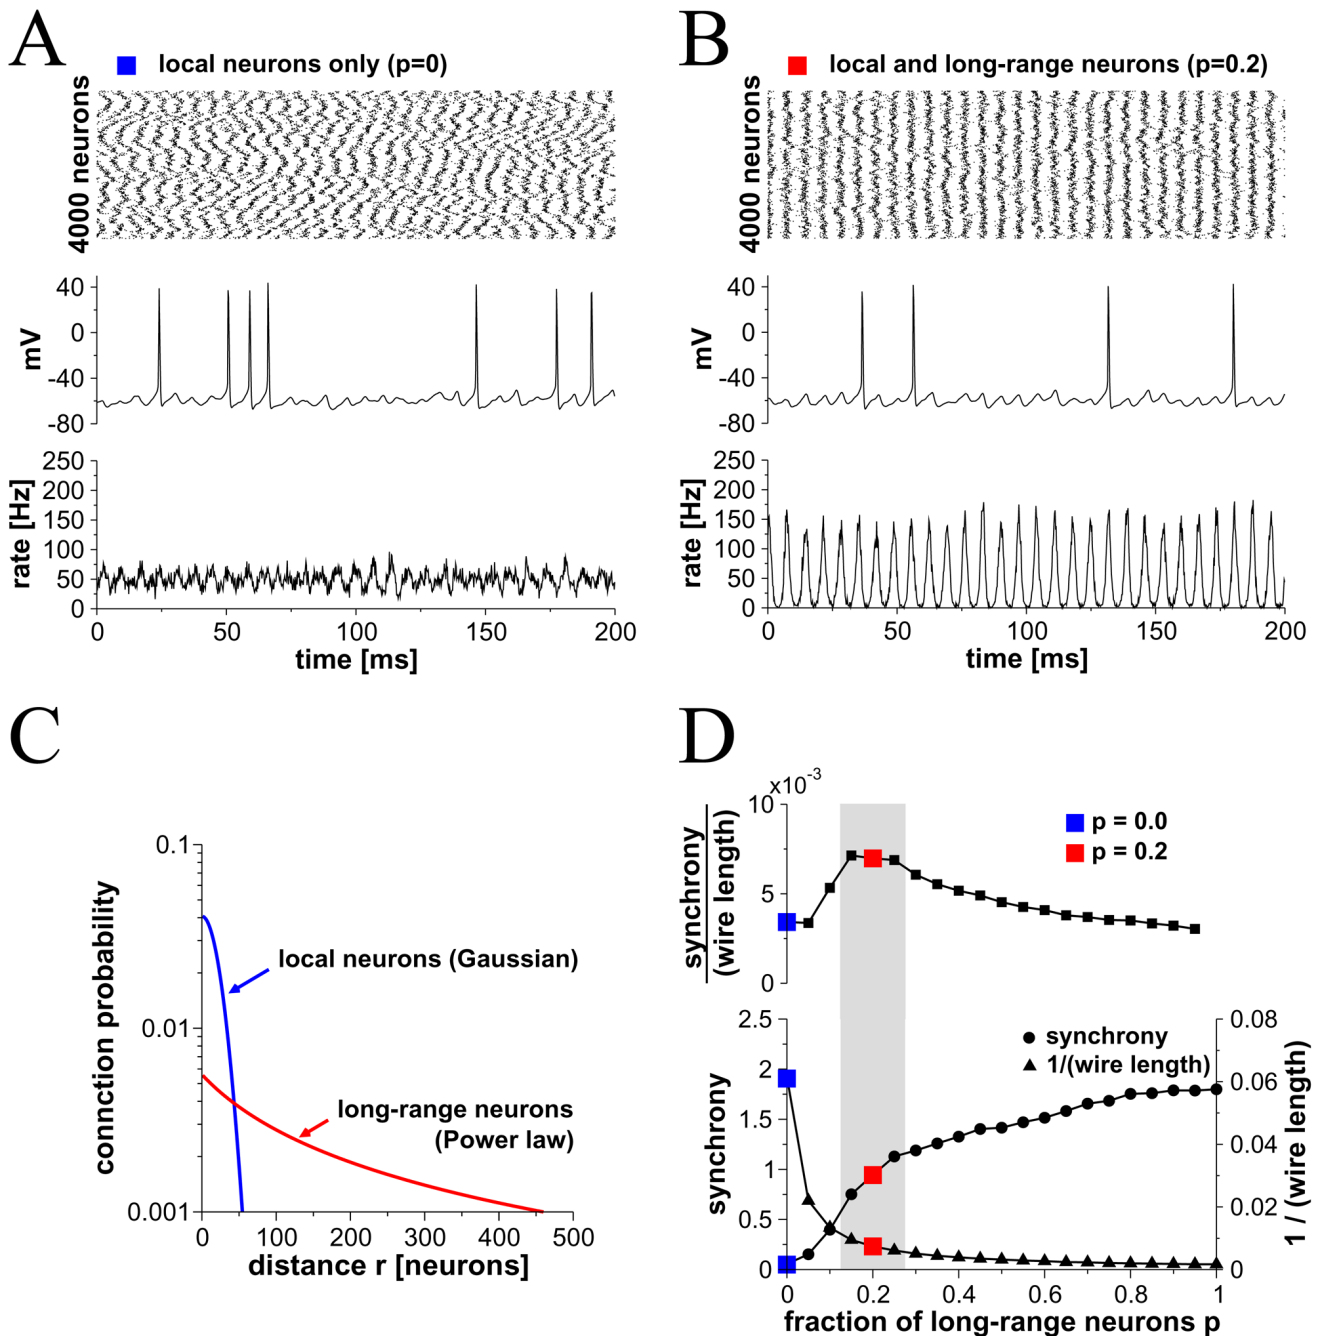 A
local neurons only (p=0)
4000 neurons
40
0
-40
-80
mV
250
200
150
100
50
0
rate [Hz]
0 50 100 150 200
time [ms]
B
local and long-range neurons (p=0.2)
4000 neurons
40
0
-40
-80
mV
250
200
150
100
50
0
rate [Hz]
0 50 100 150 200
time [ms]
C
0.1
0.01
0.001
connction probability
local neurons (Gaussian)
long-range neurons
(Power law)
0 100 200 300 400 500
distance r [neurons]
D
x10-3
10
5
0
synchrony
(wire length)
p = 0.0
p = 0.2
2.5
2
1.5
1
0.5
0
synchrony
synchrony
1/(wire length)
0.08
0.06
0.04
0.02
0
1 / (wire length)
0 0.2 0.4 0.6 0.8 1
fraction of long-range neurons p